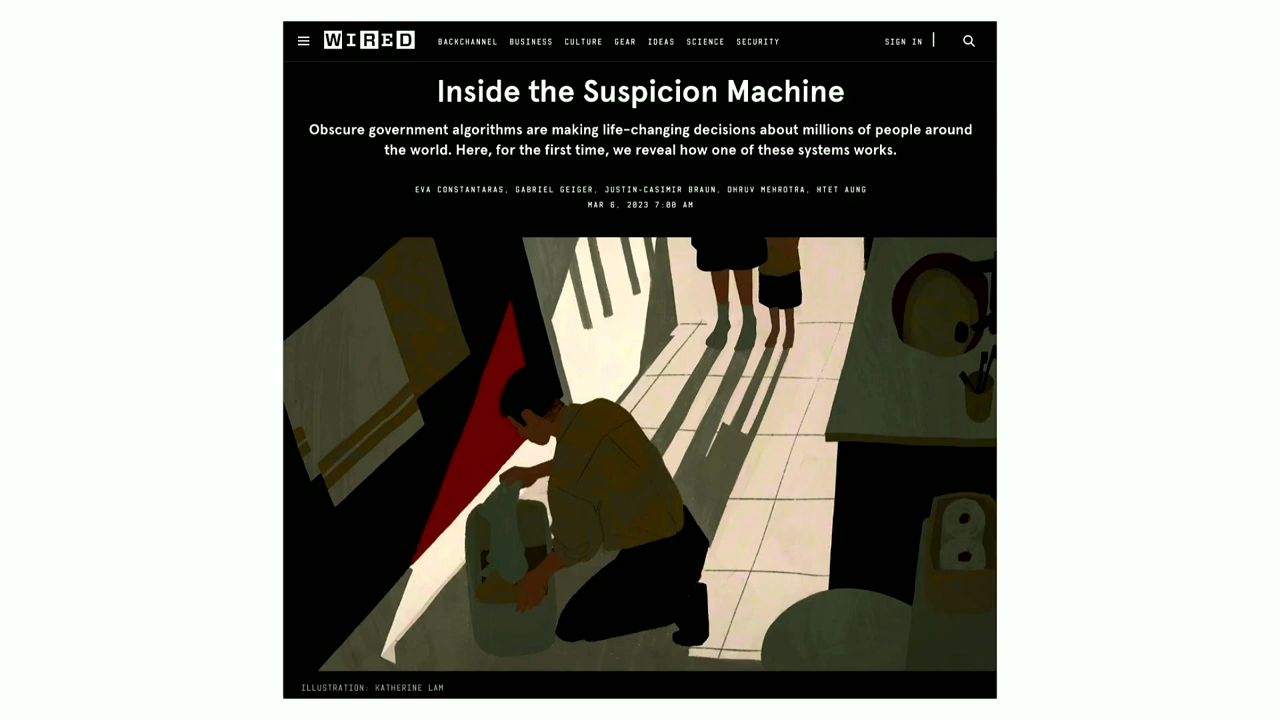 WIRED BACKCHANNEL BUSINESS CULTURE GEAR IDEAS SCIENCE SECURITY SIGN IN
Inside the Suspicion Machine
Obscure government algorithms are making life-changing decisions about millions of people around
the world. Here, for the first time, we reveal how one of these systems works.
EVA CONSTANTARAS, GABRIEL GEIGER, JUSTIN-CASIMIR BRAUN, DHRUV MEHROTRA, HTET AUNG
MAR 6, 2023 7:00 AM
ILLUSTRATION: KATHERINE LAM